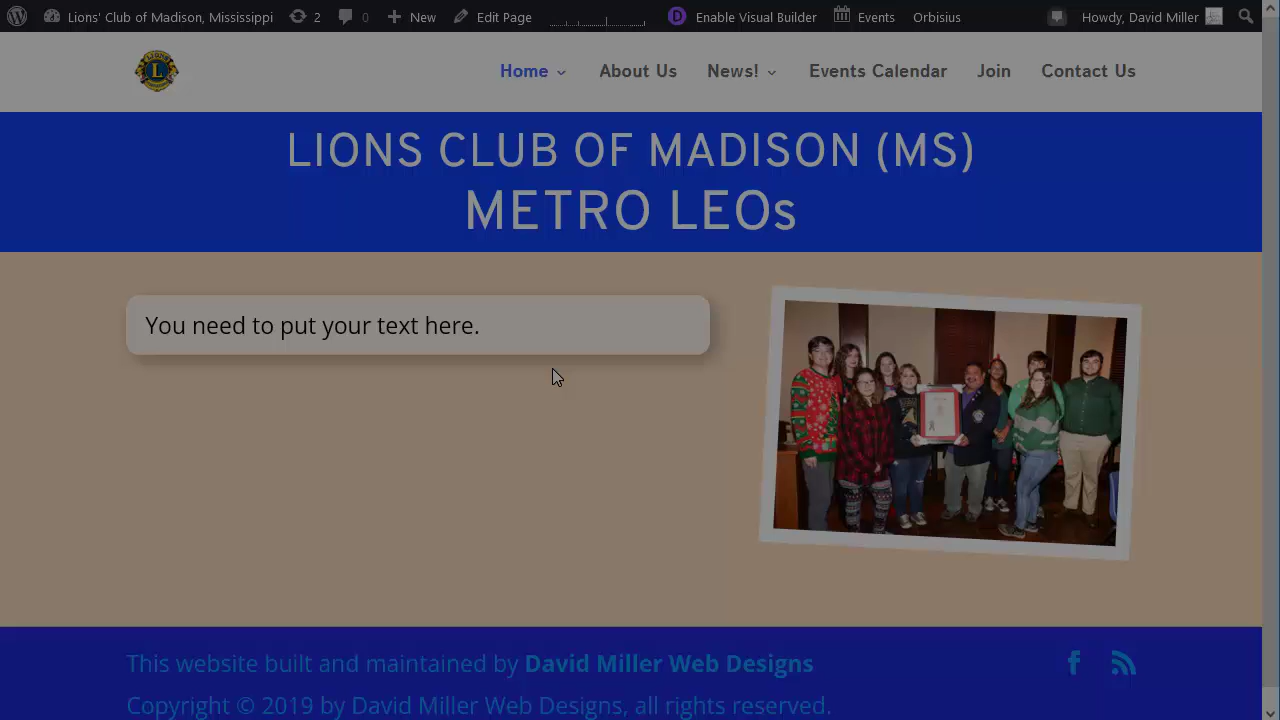 Lions' Club of Madison, Mississippi 2 0 New Edit Page Enable Visual Builder Events Orbisius Howdy, David Miller
LIONS
L
Home About Us News! Events Calendar Join Contact Us
LIONS CLUB OF MADISON (MS)
METRO LEOs
You need to put your text here.
This website built and maintained by David Miller Web Designs
Copyright © 2019 by David Miller Web Designs, all rights reserved.